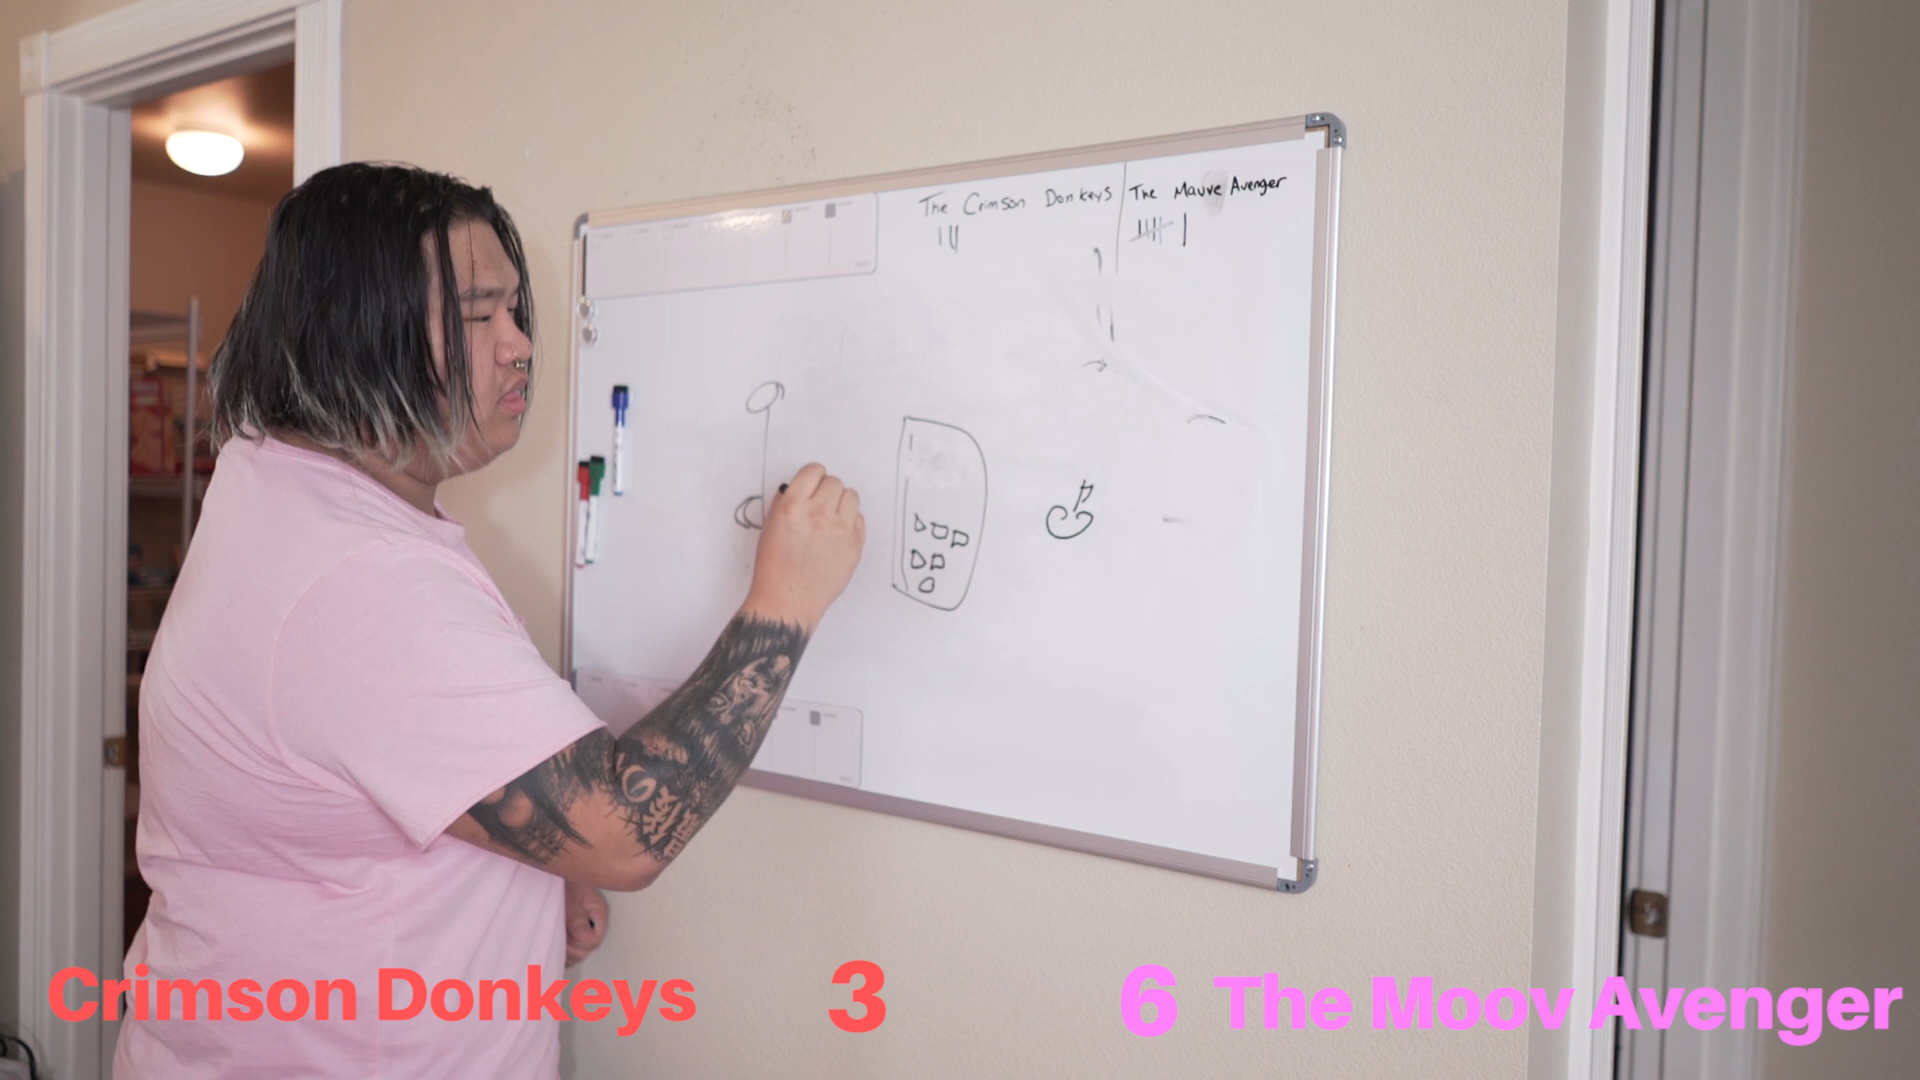 The Crimson Donkeys
The Mauve Avenger
Crimson Donkeys 3
6 The Moov Avenger